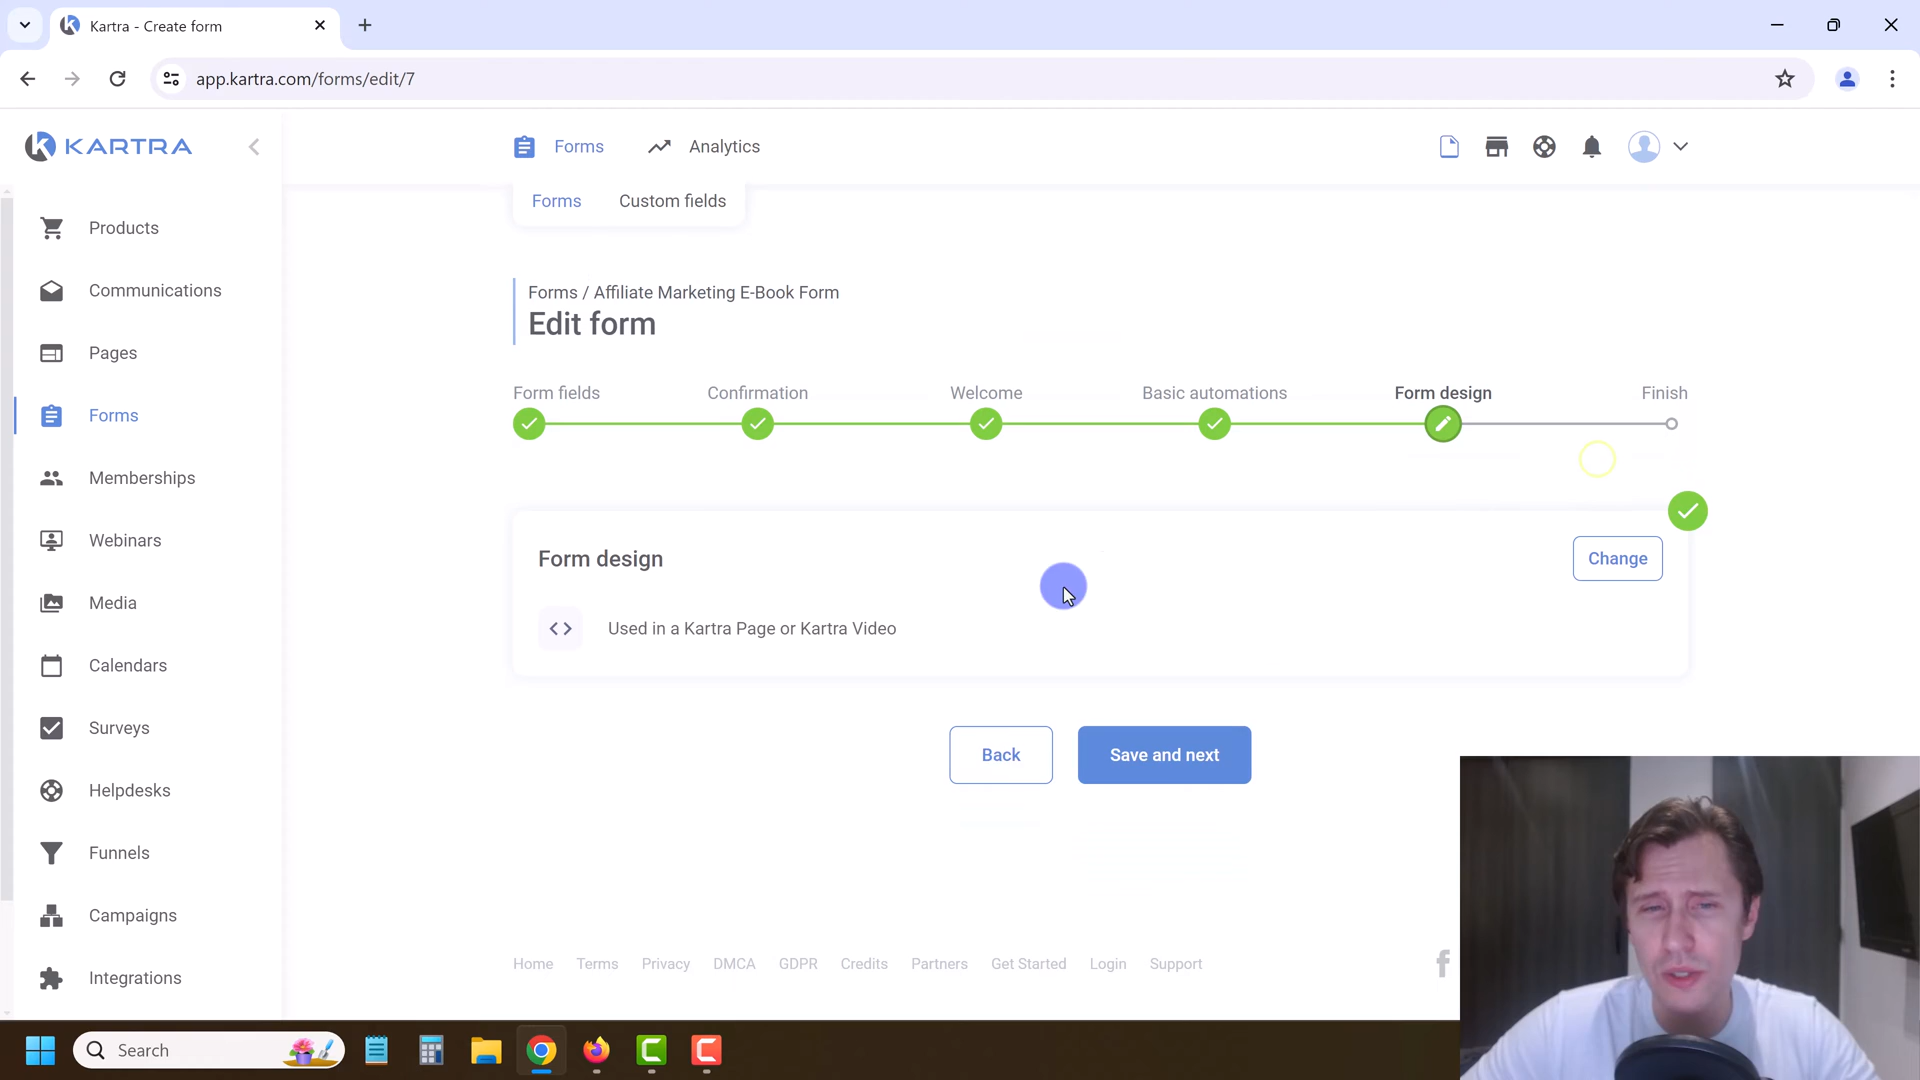 Kartra - Create form
app.kartra.com/forms/edit/7
KARTRA
Forms
Analytics
Forms
Custom fields
Products
Communications
Pages
Forms
Memberships
Webinars
Media
Calendars
Surveys
Helpdesks
Funnels
Campaigns
Integrations
Forms / Affiliate Marketing E-Book Form
Edit form
Form fields
Confirmation
Welcome
Basic automations
Form design
Finish
Form design
Change
Used in a Kartra Page or Kartra Video
Back
Save and next
Home
Terms
Privacy
DMCA
GDPR
Credits
Partners
Get Started
Login
Support
Search